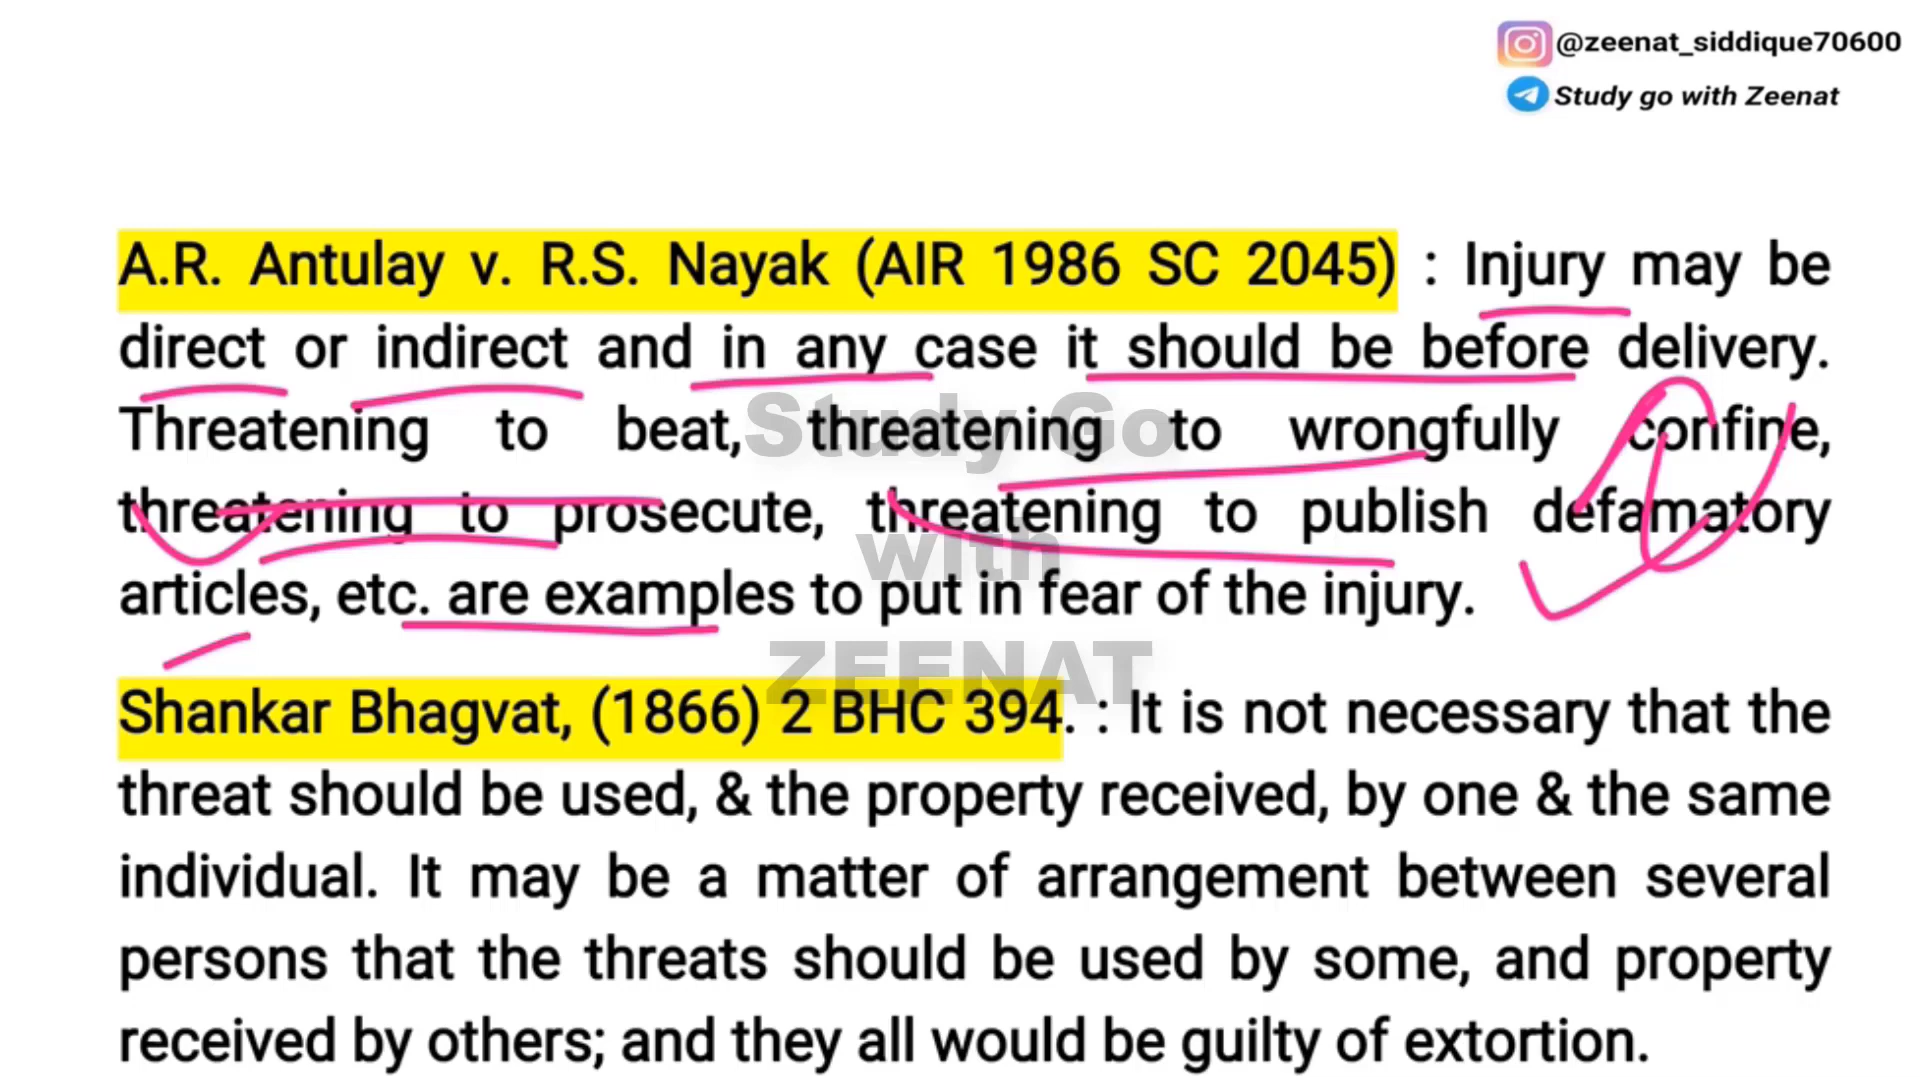 @zeenat_siddique70600
Study go with Zeenat
A.R. Antulay v. R.S. Nayak (AIR 1986 SC 2045) : Injury may be
direct or indirect and in any case it should be before delivery.
Threatening to beat, threatening to wrongfully confine,
threatening to prosecute, threatening to publish defamatory
articles, etc. are examples to put in fear of the injury.
Study Go
with
ZEENAT
Shankar Bhagvat, (1866) 2 BHC 394. : It is not necessary that the
threat should be used, & the property received, by one & the same
individual. It may be a matter of arrangement between several
persons that the threats should be used by some, and property
received by others; and they all would be guilty of extortion.